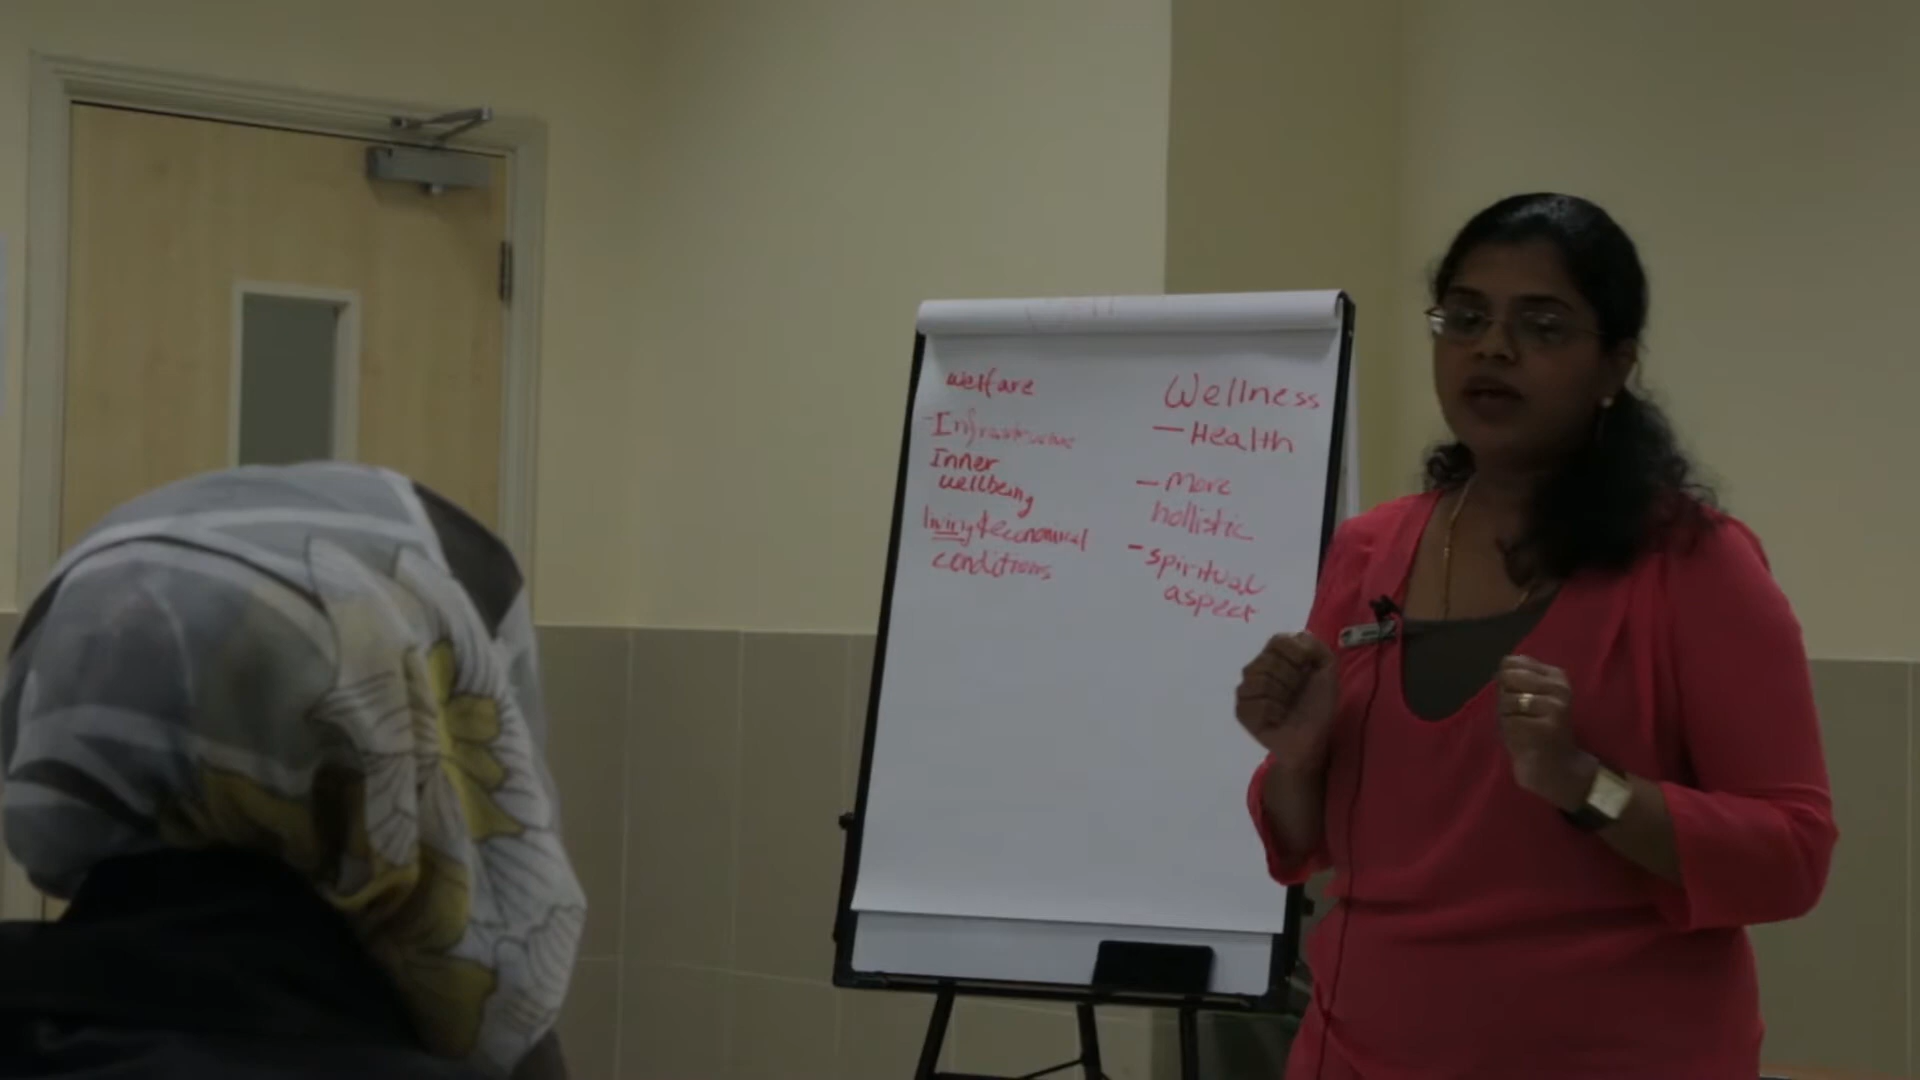 welfare
- Infrastructure
Inner
wellbeing
living & economical
conditions
Wellness
- Health
- More
hollistic
- spiritual
aspect